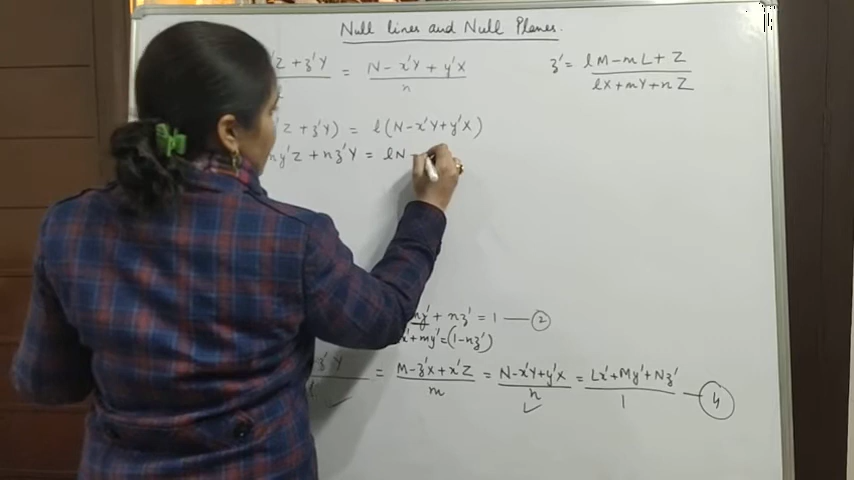 Null lines and Null Planes.
'Z + z'Y = N - x'Y + y'X
n
z' = lM - mL + Z
lX + mY + nZ
'Z + z'Y) = l(N - x'Y + y'X)
ny'Z + nz'Y = lN -
my' + nz' = 1 — ②
x' + my' = (1 - nz')
z'Y = M - z'X + x'Z = N - x'Y + y'X = Lx' + My' + Nz' — ④
l m n 1